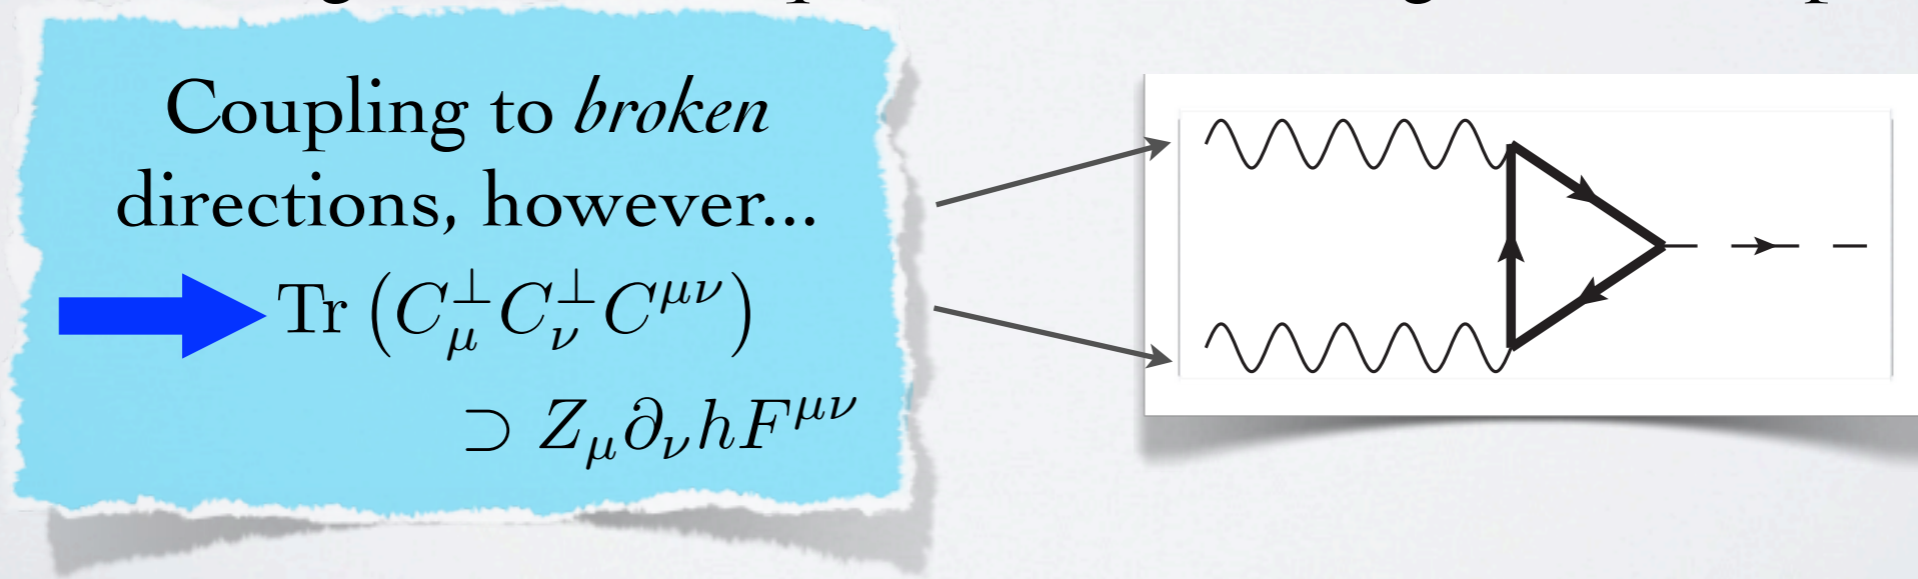 Coupling to broken
directions, however...
Tr (C^⊥_μ C^⊥_ν C^{μν})
⊃ Z_μ ∂_ν h F^{μν}